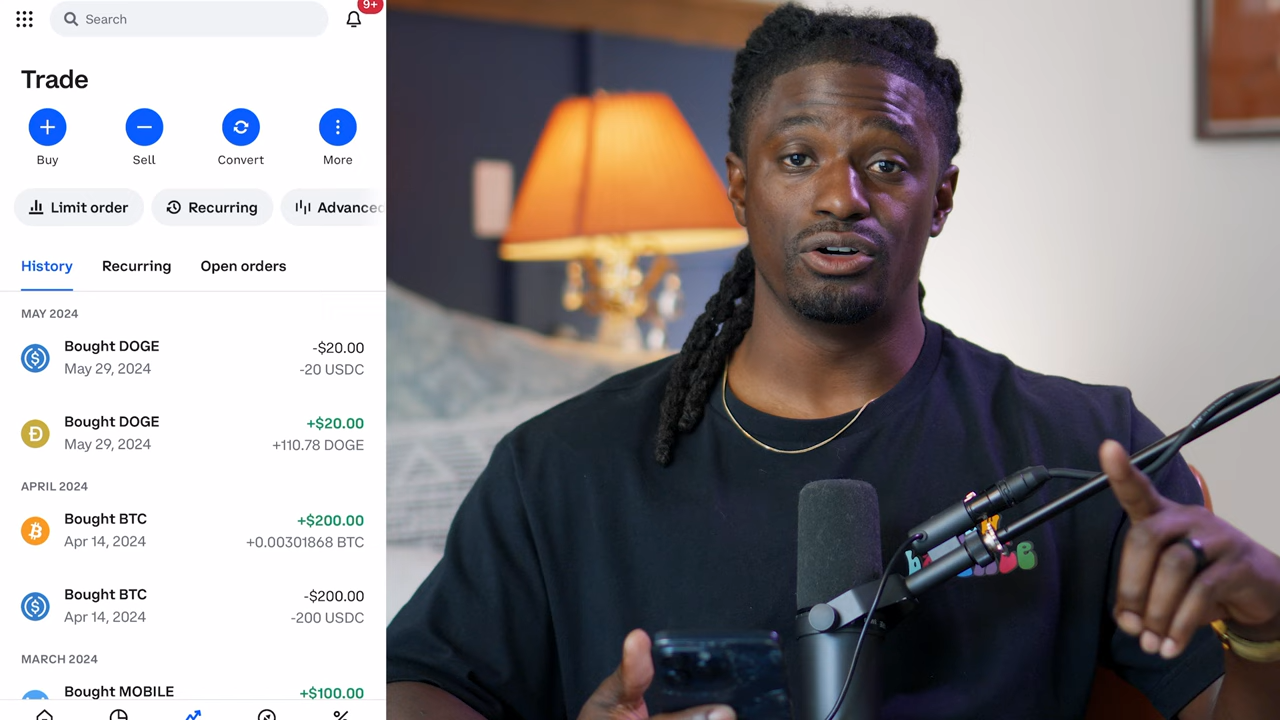 9+
Search
Trade
Buy
Sell
Convert
More
Limit order
Recurring
Advanced
History
Recurring
Open orders
MAY 2024
Bought DOGE
-$20.00
May 29, 2024
-20 USDC
Bought DOGE
+$20.00
May 29, 2024
+110.78 DOGE
APRIL 2024
Bought BTC
+$200.00
Apr 14, 2024
+0.00301868 BTC
Bought BTC
-$200.00
Apr 14, 2024
-200 USDC
MARCH 2024
Bought MOBILE
+$100.00